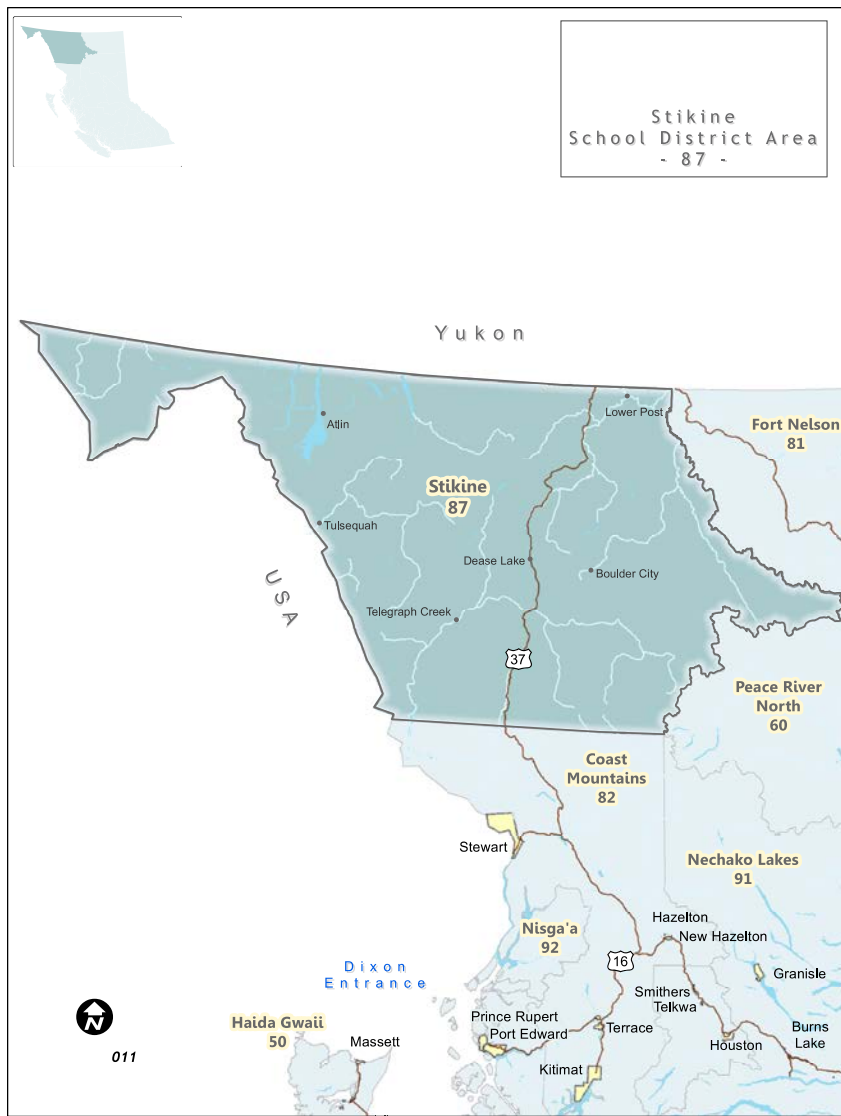 Stikine
School District Area
- 87 -
Yukon
Atlin
Lower Post
Fort Nelson
81
Stikine
87
Tulsequah
USA
Dease Lake
Boulder City
Telegraph Creek
37
Peace River
North
60
Coast
Mountains
82
Stewart
Nechako Lakes
91
Hazelton
New Hazelton
Nisga'a
92
16
Dixon
Entrance
Granisle
Smithers
Telkwa
Prince Rupert
Port Edward
Terrace
Burns
Lake
Houston
Haida Gwaii
50
Massett
Kitimat
N
011